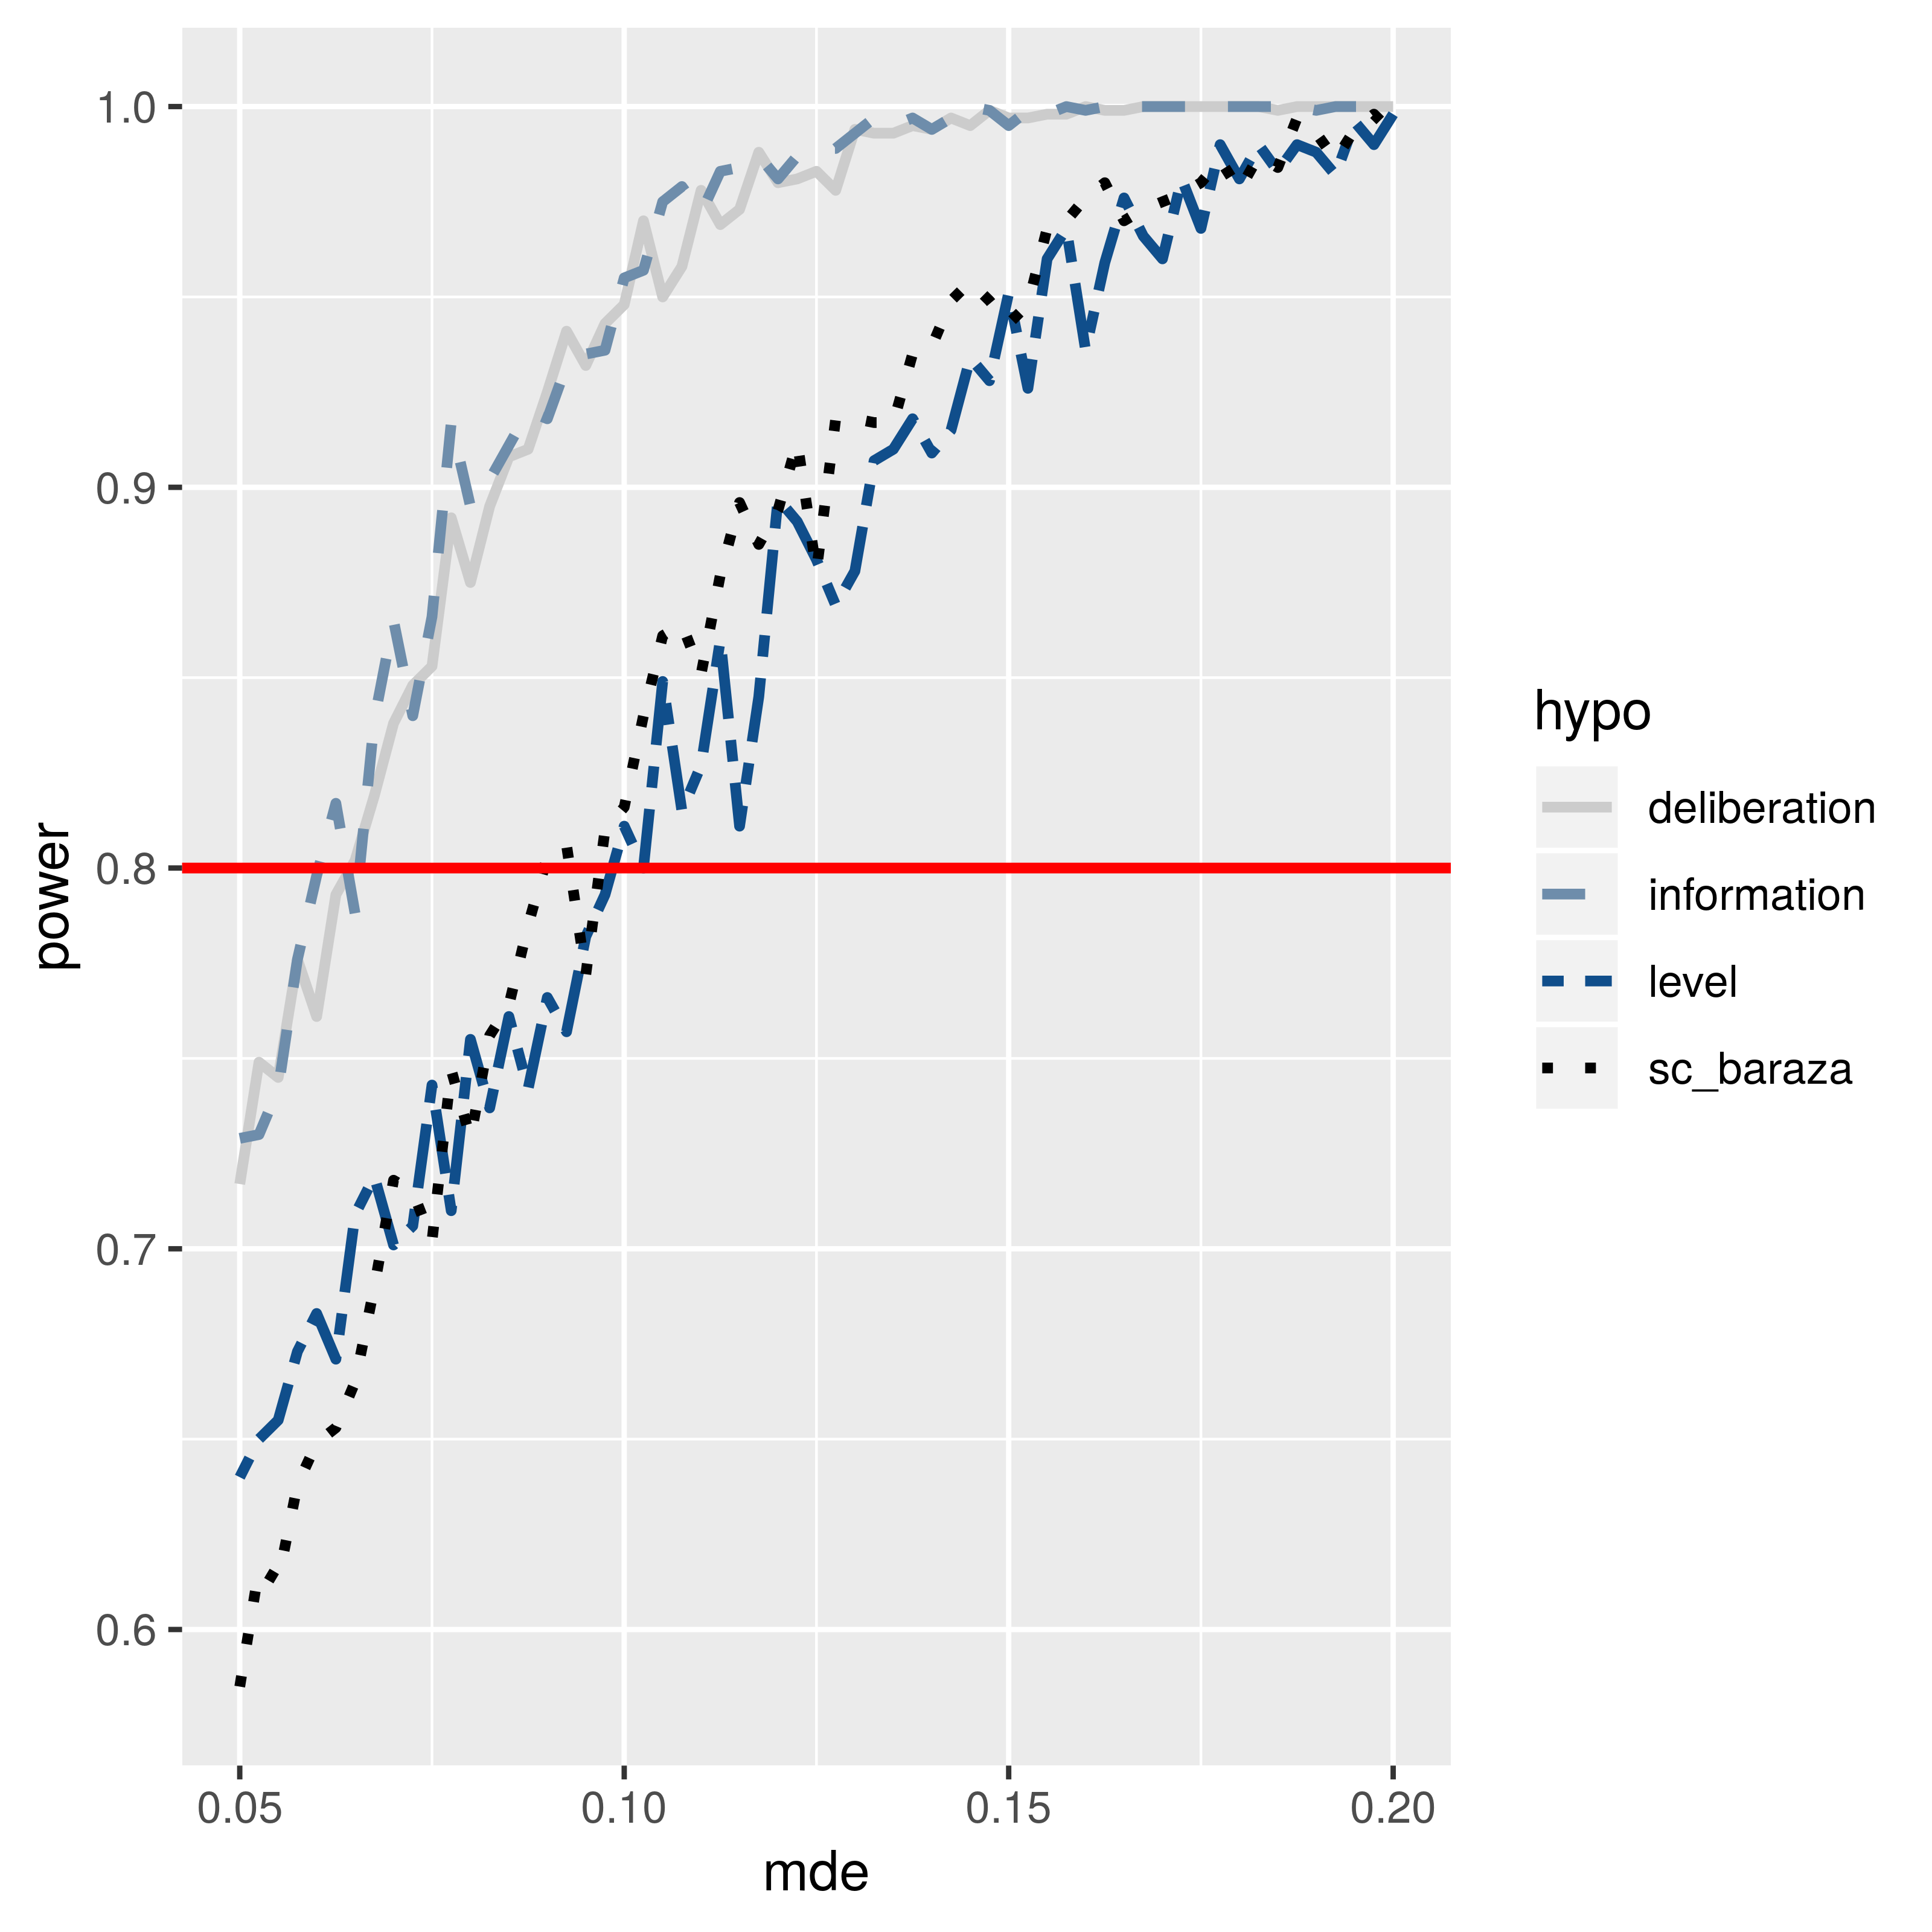 1.0
0.9
0.8
0.7
0.6
power
0.05
0.10
0.15
0.20
mde
hypo
deliberation
information
level
sc_baraza